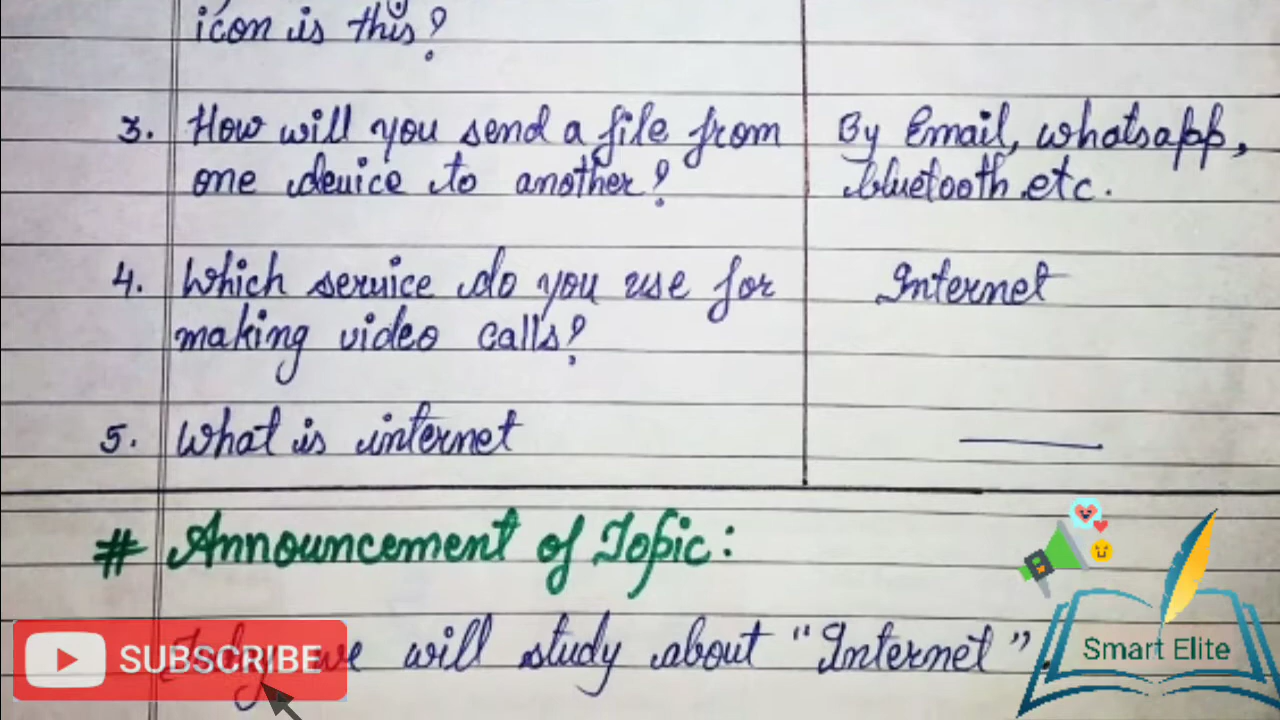 icon is this?
3. How will you send a file from By Email, whatsapp,
one device to another? bluetooth etc.
4. Which service do you use for Internet
making video calls?
5. What is internet
# Announcement of Topic:
Today we will study about "Internet".
SUBSCRIBE
Smart Elite